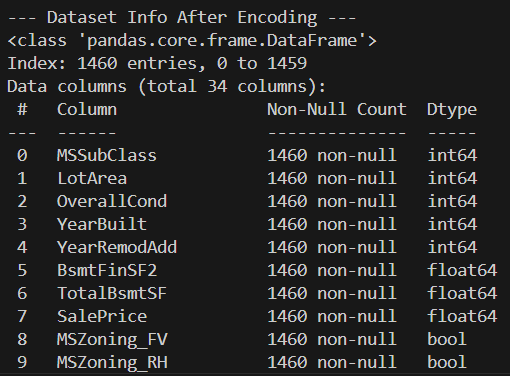 --- Dataset Info After Encoding ---
<class 'pandas.core.frame.DataFrame'>
Index: 1460 entries, 0 to 1459
Data columns (total 34 columns):
 #   Column         Non-Null Count  Dtype
---  ------         --------------  -----
 0   MSSubClass     1460 non-null   int64
 1   LotArea        1460 non-null   int64
 2   OverallCond    1460 non-null   int64
 3   YearBuilt      1460 non-null   int64
 4   YearRemodAdd   1460 non-null   int64
 5   BsmtFinSF2     1460 non-null   float64
 6   TotalBsmtSF    1460 non-null   float64
 7   SalePrice      1460 non-null   float64
 8   MSZoning_FV    1460 non-null   bool
 9   MSZoning_RH    1460 non-null   bool